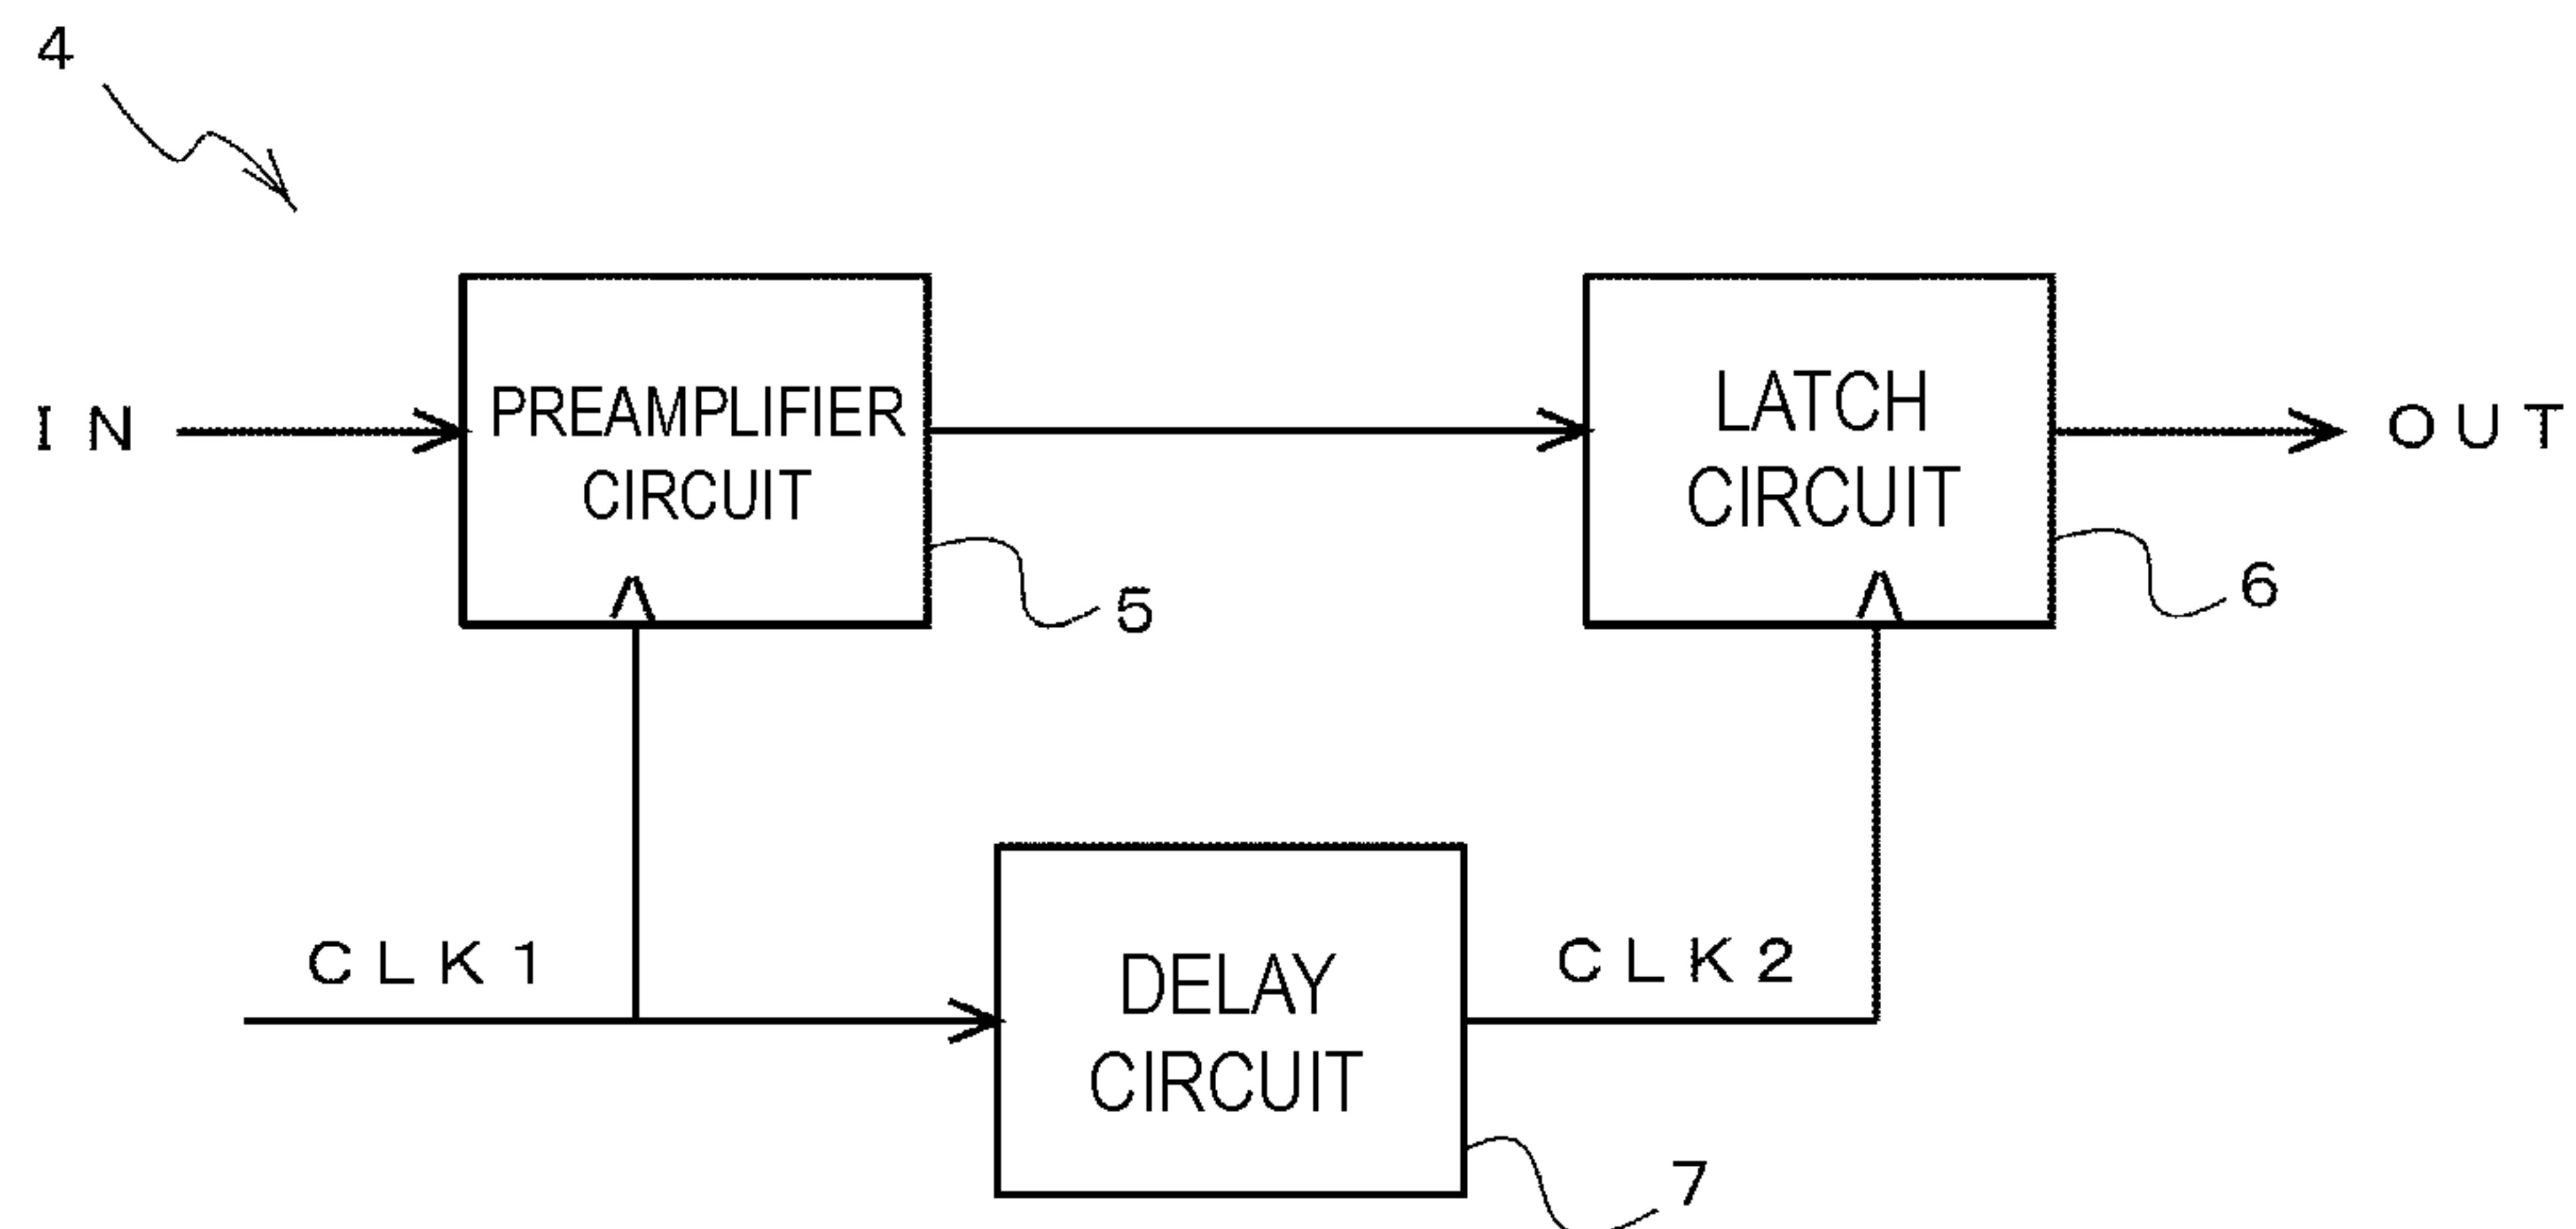 4
IN
PREAMPLIFIER
CIRCUIT
5
LATCH
CIRCUIT
6
OUT
CLK1
DELAY
CIRCUIT
7
CLK2